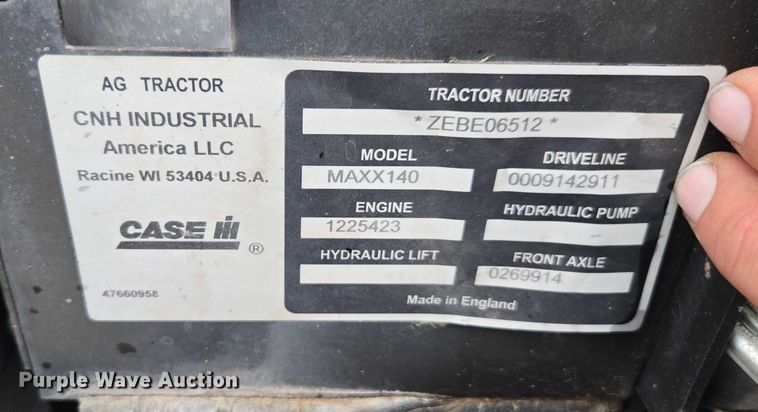 AG TRACTOR
CNH INDUSTRIAL
America LLC
Racine WI 53404 U.S.A.
CASE IH ®
47660958
TRACTOR NUMBER
*ZEBE06512*
MODEL
MAXX140
DRIVELINE
0009142911
ENGINE
1225423
HYDRAULIC PUMP
HYDRAULIC LIFT
FRONT AXLE
0269914
Made in England
Purple Wave Auction